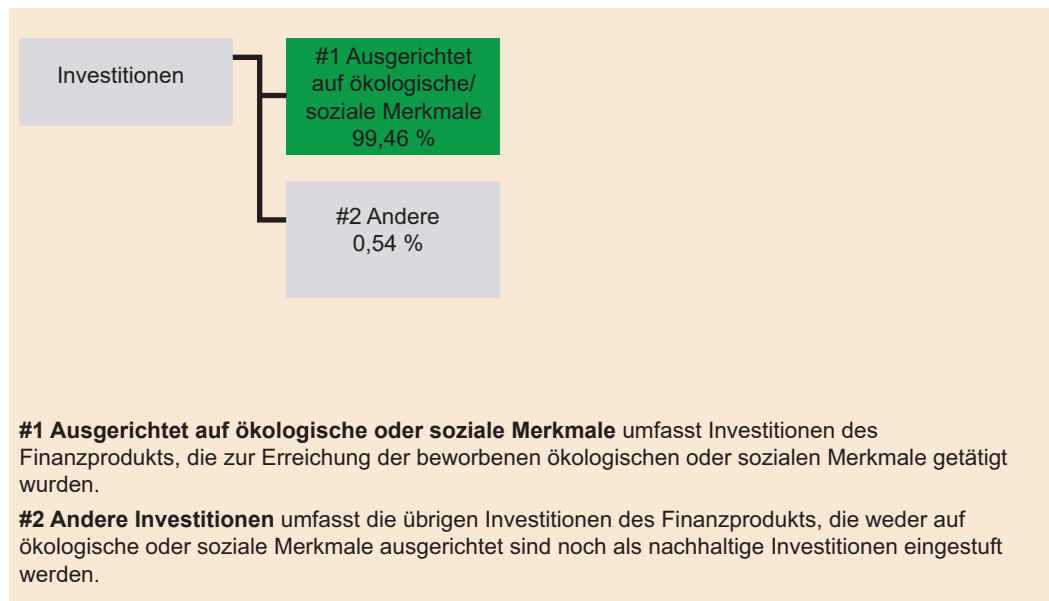 Investitionen
#1 Ausgerichtet
auf ökologische/
soziale Merkmale
99,46 %
#2 Andere
0,54 %
#1 Ausgerichtet auf ökologische oder soziale Merkmale umfasst Investitionen des
Finanzprodukts, die zur Erreichung der beworbenen ökologischen oder sozialen Merkmale getätigt
wurden.
#2 Andere Investitionen umfasst die übrigen Investitionen des Finanzprodukts, die weder auf
ökologische oder soziale Merkmale ausgerichtet sind noch als nachhaltige Investitionen eingestuft
werden.